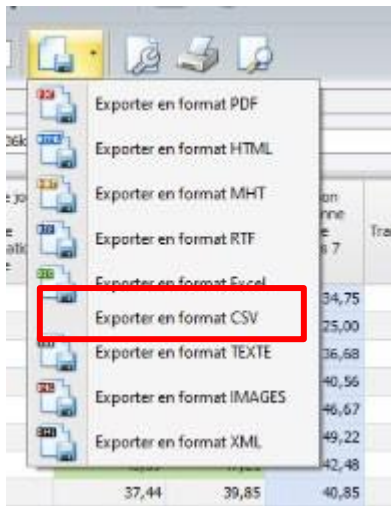 Exporter en format PDF
Exporter en format HTML
Exporter en format MHT
Exporter en format RTF
Exporter en format Excel
Exporter en format CSV
Exporter en format TEXTE
Exporter en format IMAGES
Exporter en format XML
34,75
25,00
36,68
40,56
46,67
49,22
42,48
37,44 39,85 40,85